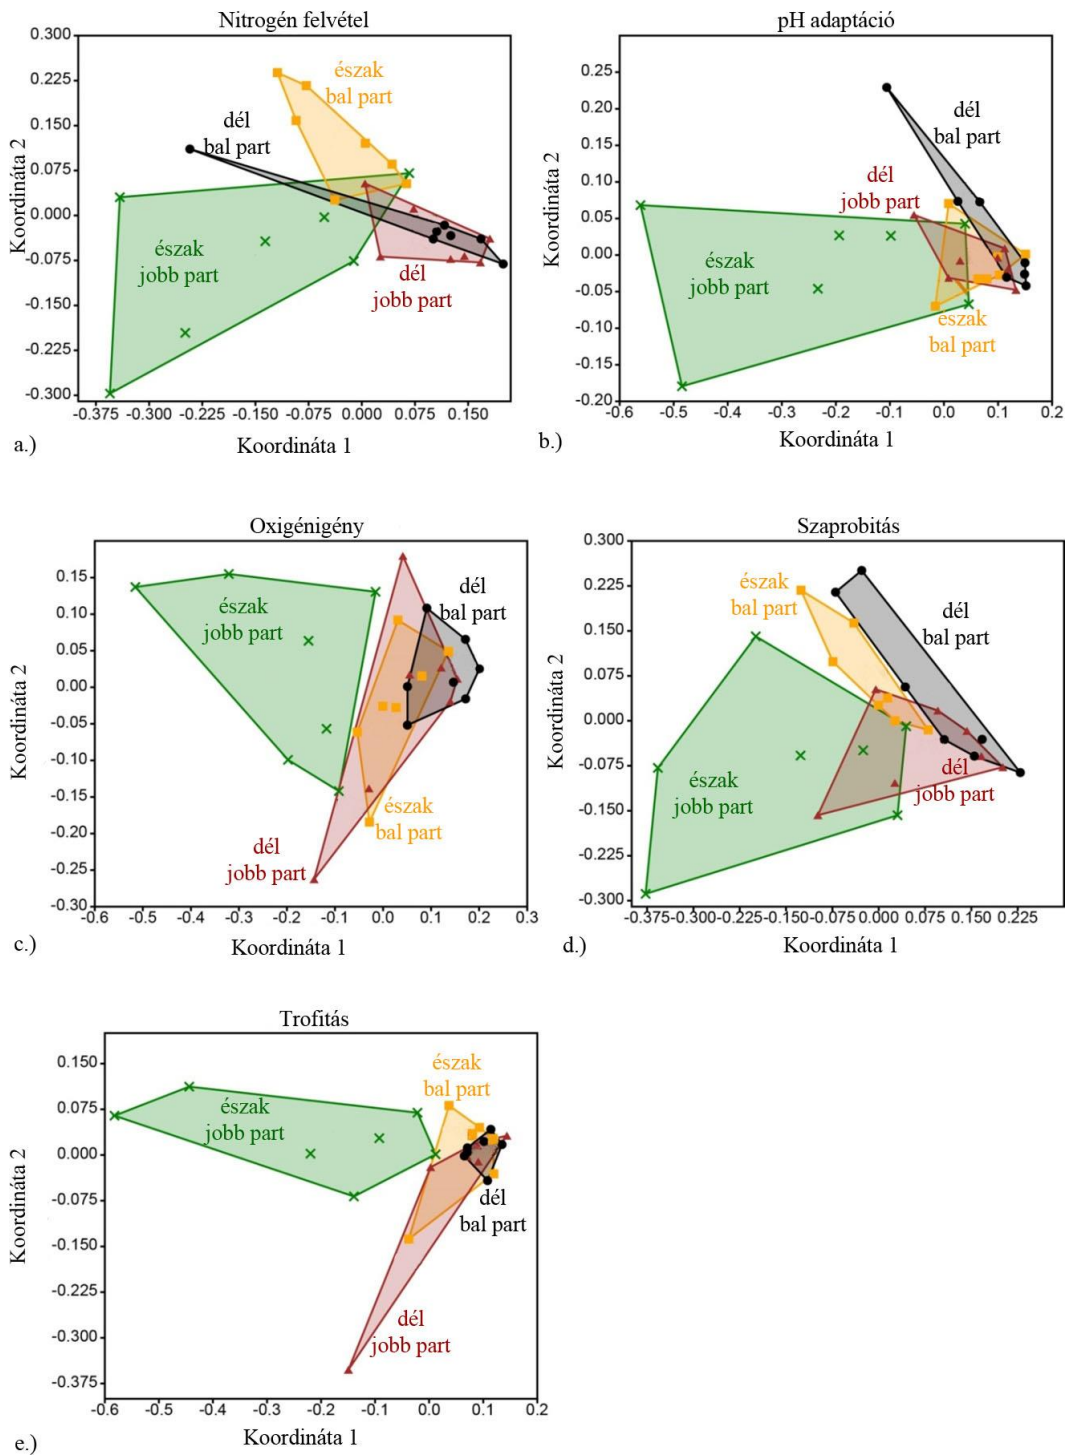 Nitrogén felvétel
0.300
0.225
0.150
0.075
0.000
-0.075
-0.150
-0.225
-0.300
Koordináta 2
észak
bal part
dél
bal part
észak
jobb part
dél
jobb part
-0.375
-0.300
-0.225
-0.150
-0.075
0.000
0.075
0.150
Koordináta 1
a.)
pH adaptáció
0.25
0.20
0.15
0.10
0.05
0.00
-0.05
-0.10
-0.15
-0.20
Koordináta 2
dél
bal part
dél
jobb part
észak
jobb part
észak
bal part
-0.6
-0.5
-0.4
-0.3
-0.2
-0.1
0.0
0.1
0.2
Koordináta 1
b.)
Oxigénigény
0.15
0.10
0.05
0.00
-0.05
-0.10
-0.15
-0.20
-0.25
-0.30
Koordináta 2
észak
jobb part
dél
bal part
észak
bal part
dél
jobb part
-0.6
-0.5
-0.4
-0.3
-0.2
-0.1
0.0
0.1
0.2
0.3
Koordináta 1
c.)
Szaprobitás
0.300
0.225
0.150
0.075
0.000
-0.075
-0.150
-0.225
-0.300
Koordináta 2
észak
bal part
dél
bal part
észak
jobb part
dél
jobb part
-0.375
-0.300
-0.225
-0.150
-0.075
0.000
0.075
0.150
0.225
Koordináta 1
d.)
Trofitás
0.150
0.075
0.000
-0.075
-0.150
-0.225
-0.300
-0.375
Koordináta 2
észak
bal part
észak
jobb part
dél
bal part
dél
jobb part
-0.6
-0.5
-0.4
-0.3
-0.2
-0.1
0.0
0.1
0.2
Koordináta 1
e.)